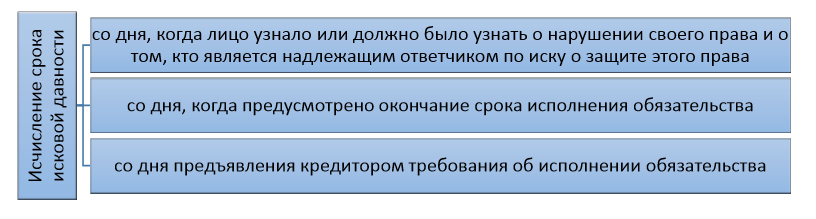 Исчисление срока
исковой давности
со дня, когда лицо узнало или должно было узнать о нарушении своего права и о
том, кто является надлежащим ответчиком по иску о защите этого права
со дня, когда предусмотрено окончание срока исполнения обязательства
со дня предъявления кредитором требования об исполнении обязательства